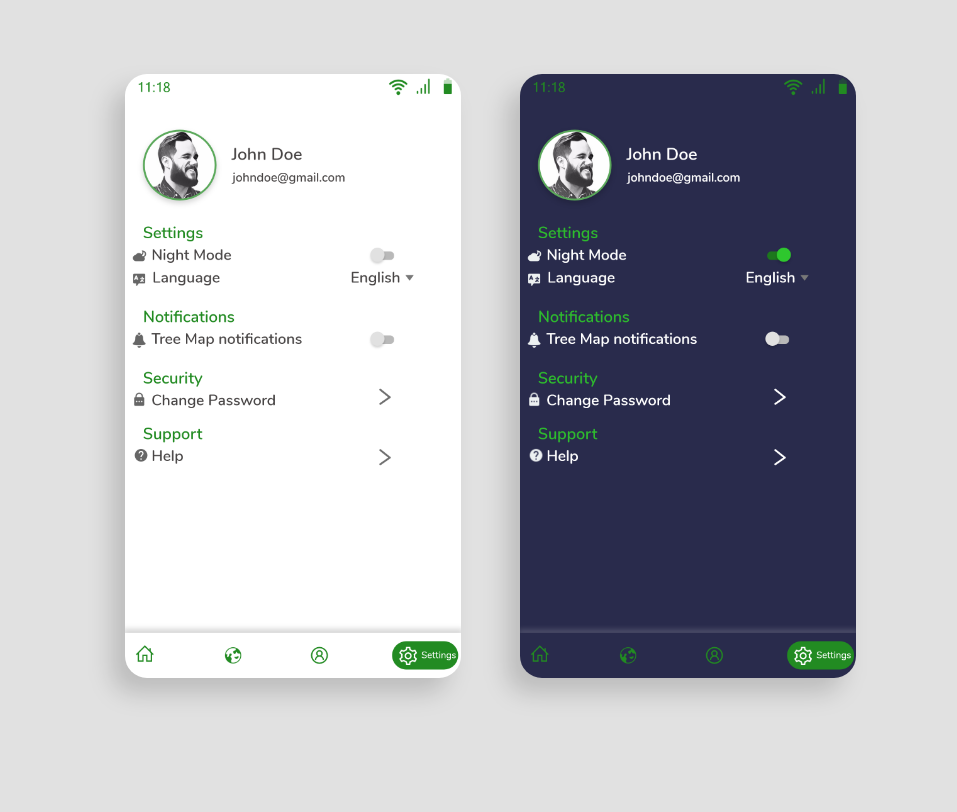 11:18
John Doe
johndoe@gmail.com
Settings
Night Mode
Language English
Notifications
Tree Map notifications
Security
Change Password
Support
Help
Settings
11:18
John Doe
johndoe@gmail.com
Settings
Night Mode
Language English
Notifications
Tree Map notifications
Security
Change Password
Support
Help
Settings